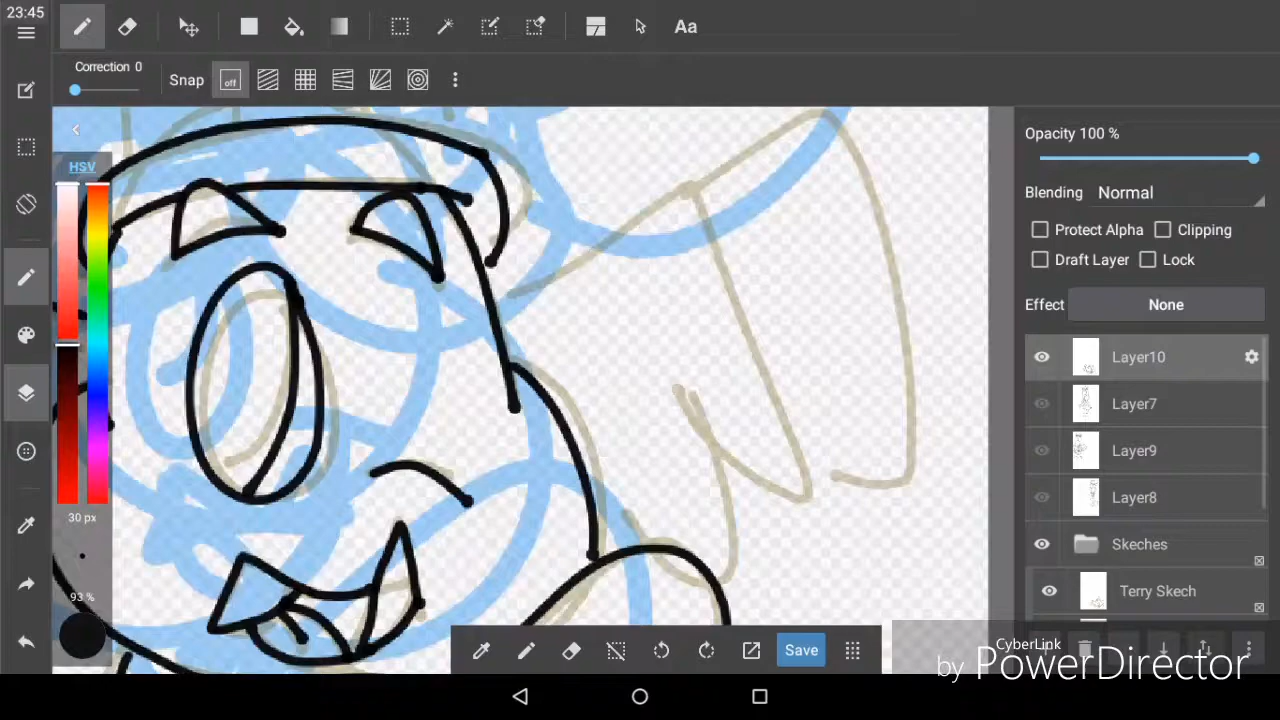 23:45
Correction 0
Snap
off
Aa
HSV
30 px
93 %
Opacity 100 %
Blending Normal
Protect Alpha Clipping
Draft Layer Lock
Effect None
Layer10
Layer7
Layer9
Layer8
Skeches
Terry Skech
Save
CyberLink
by PowerDirector